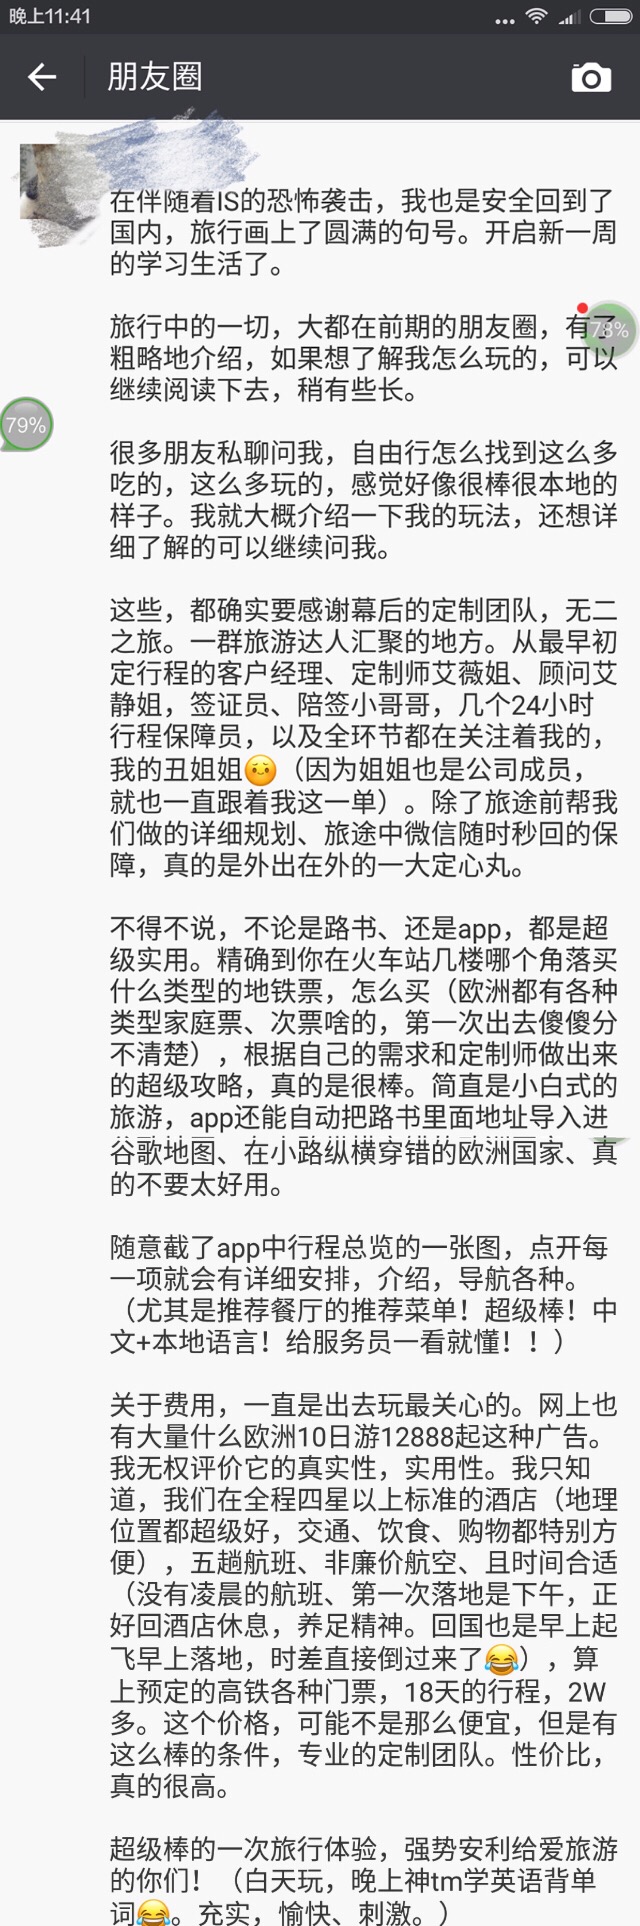 晚上11:41
朋友圈
在伴随着IS的恐怖袭击，我也是安全回到了
国内，旅行画上了圆满的句号。开启新一周
的学习生活了。
旅行中的一切，大都在前期的朋友圈，有了
78%
粗略地介绍，如果想了解我怎么玩的，可以
继续阅读下去，稍有些长。
79%
很多朋友私聊问我，自由行怎么找到这么多
吃的，这么多玩的，感觉好像很棒很本地的
样子。我就大概介绍一下我的玩法，还想详
细了解的可以继续问我。
这些，都确实要感谢幕后的定制团队，无二
之旅。一群旅游达人汇聚的地方。从最早初
定行程的客户经理、定制师艾薇姐、顾问艾
静姐，签证员、陪签小哥哥，几个24小时
行程保障员，以及全环节都在关注着我的，
我的丑姐姐（因为姐姐也是公司成员，
就也一直跟着我这一单）。除了旅途前帮我
们做的详细规划、旅途中微信随时秒回的保
障，真的是外出在外的一大定心丸。
不得不说，不论是路书、还是app，都是超
级实用。精确到你在火车站几楼哪个角落买
什么类型的地铁票，怎么买（欧洲都有各种
类型家庭票、次票啥的，第一次出去傻傻分
不清楚），根据自己的需求和定制师做出来
的超级攻略，真的是很棒。简直是小白式的
旅游，app还能自动把路书里面地址导入进
谷歌地图、在小路纵横穿错的欧洲国家、真
的不要太好用。
随意截了app中行程总览的一张图，点开每
一项就会有详细安排，介绍，导航各种。
（尤其是推荐餐厅的推荐菜单！超级棒！中
文+本地语言！给服务员一看就懂！！）
关于费用，一直是出去玩最关心的。网上也
有大量什么欧洲10日游12888起这种广告。
我无权评价它的真实性，实用性。我只知
道，我们在全程四星以上标准的酒店（地理
位置都超级好，交通、饮食、购物都特别方
便），五趟航班、非廉价航空、且时间合适
（没有凌晨的航班、第一次落地是下午，正
好回酒店休息，养足精神。回国也是早上起
飞早上落地，时差直接倒过来了😂），算
上预定的高铁各种门票，18天的行程，2W
多。这个价格，可能不是那么便宜，但是有
这么棒的条件，专业的定制团队。性价比，
真的很高。
超级棒的一次旅行体验，强势安利给爱旅游
的你们！（白天玩，晚上神tm学英语背单
词😂。充实，愉快、刺激。）